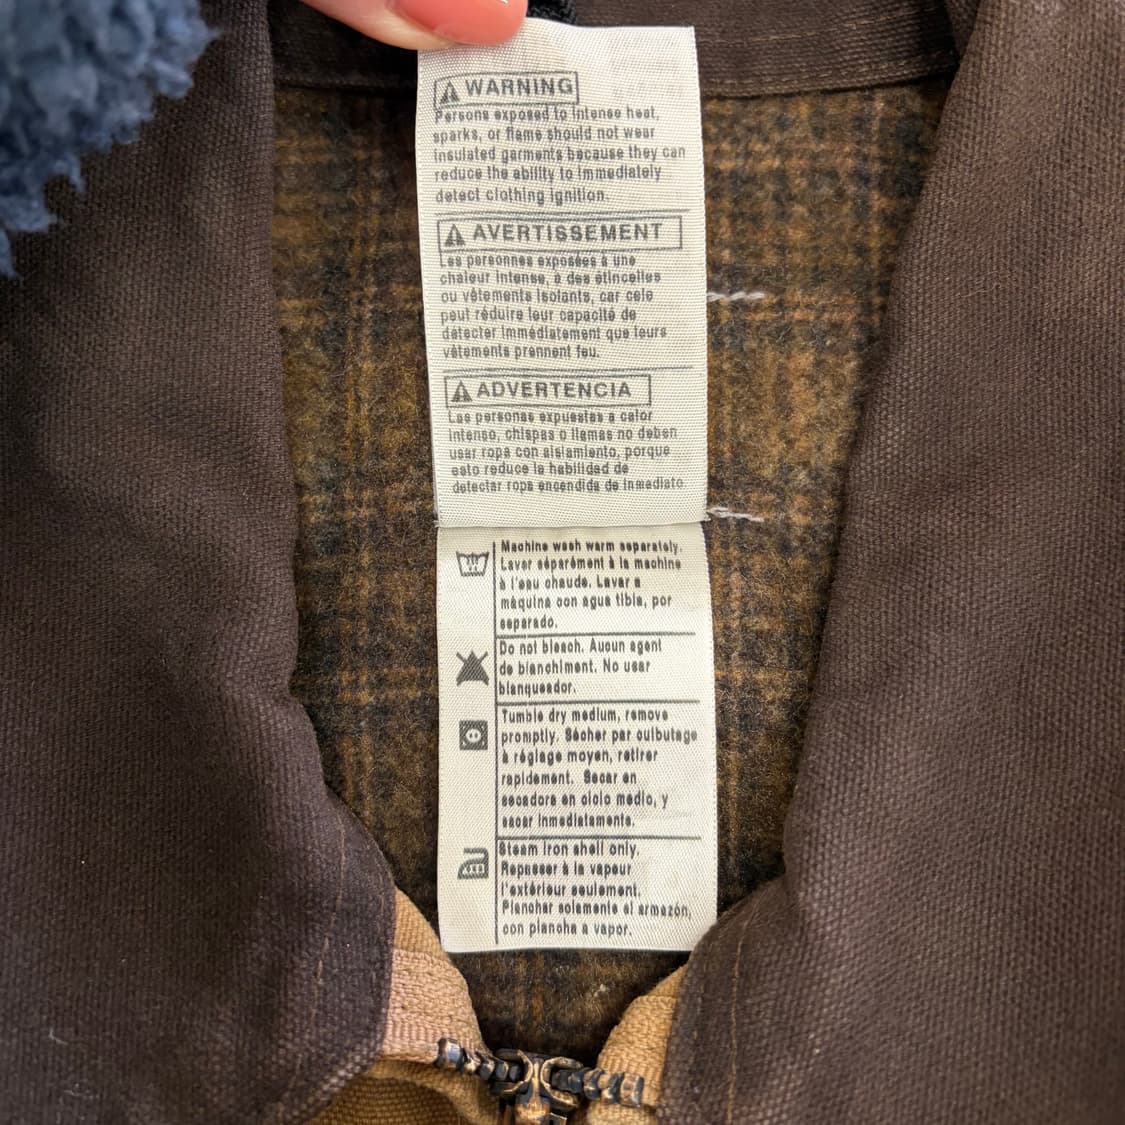 WARNING
Persons exposed to intense heat,
sparks, or flame should not wear
insulated garments because they can
reduce the ability to immediately
detect clothing ignition.
AVERTISSEMENT
Les personnes exposées à une
chaleur intense, à des étincelles
ou vêtements isolants, car cele
peut réduire leur capacité de
détecter immédiatement que leurs
vêtements prennent feu.
ADVERTENCIA
Las personas expuestas a calor
intenso, chispas o llamas no deben
usar ropa con aislamiento, porque
esto reduce la habilidad de
detectar ropa encendida de inmediato
Machine wash warm separately.
Laver séparément à la machine
à l'eau chaude. Lavar a
máquina con agua tibia, por
separado.
Do not bleach. Aucun agent
de blanchiment. No usar
blanqueador.
Tumble dry medium, remove
promptly. Sécher par culbutage
à réglage moyen, retirer
rapidement. Secar en
secadora en ciclo medio, y
sacar inmediatamente.
Steam iron shell only.
Repasser à la vapeur
l'extérieur seulement.
Planchar solamente el armazón,
con plancha a vapor.